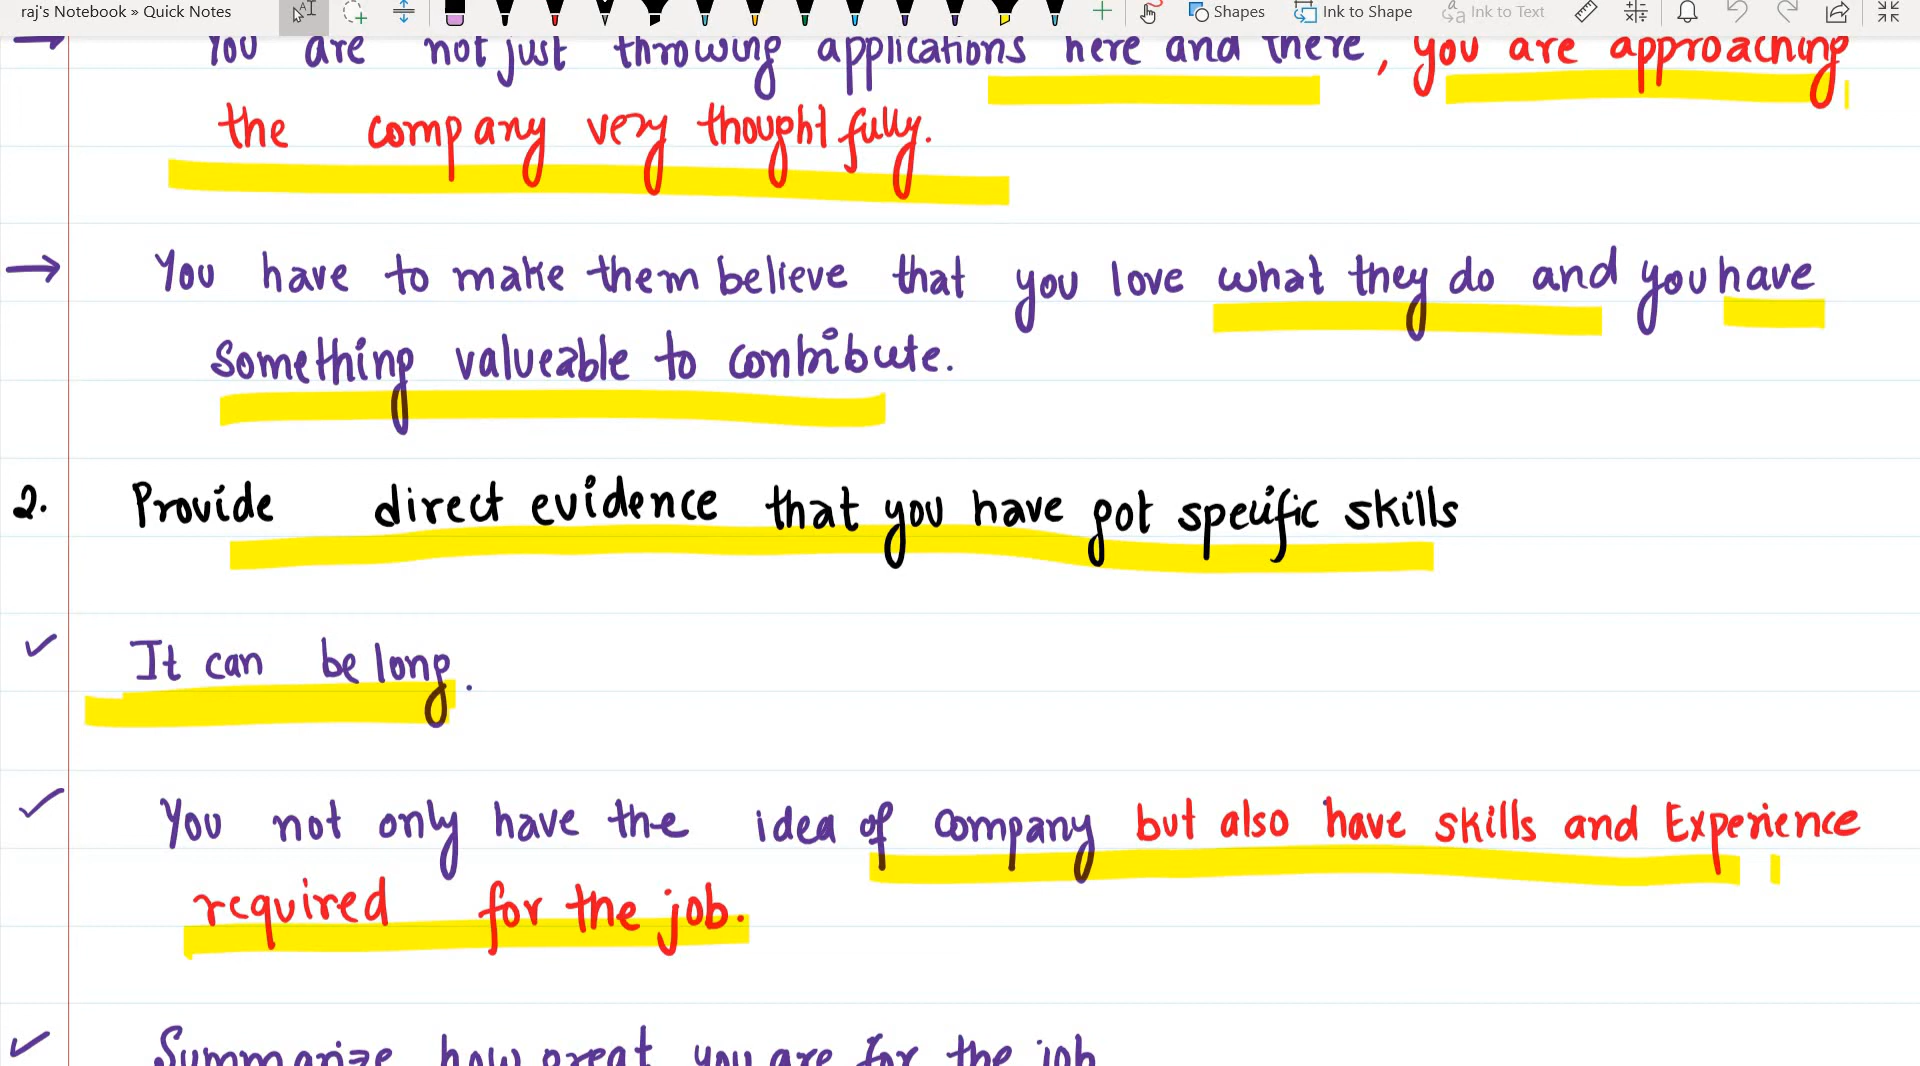 raj's Notebook » Quick Notes Shapes Ink to Shape Ink to Text
→ You are not just throwing applications here and there, you are approaching
the company very thoughtfully.
→ You have to make them believe that you love what they do and you have
something valueable to contribute.
2. Provide direct evidence that you have got specific skills
✓ It can be long.
✓ You not only have the idea of company but also have skills and Experience
required for the job.
✓ Summarize how great you are for the job